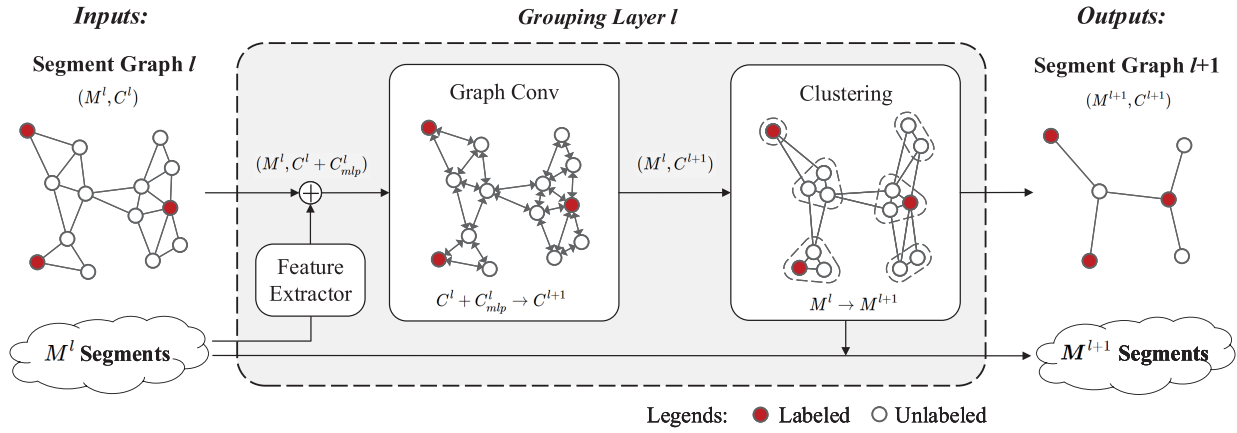 Inputs:
Grouping Layer l
Outputs:
Segment Graph l
(M^l, C^l)
Segment Graph l+1
(M^{l+1}, C^{l+1})
Graph Conv
Clustering
(M^l, C^l + C^l_{mlp})
(M^l, C^{l+1})
Feature
Extractor
C^l + C^l_{mlp} → C^{l+1}
M^l → M^{l+1}
M^l Segments
M^{l+1} Segments
Legends: Labeled Unlabeled